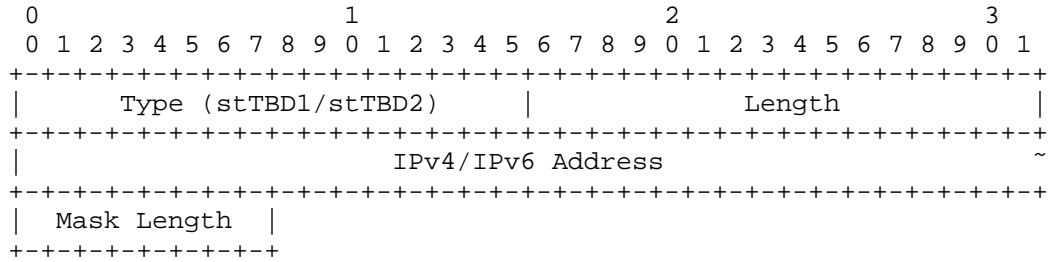 0                   1                   2                   3
 0 1 2 3 4 5 6 7 8 9 0 1 2 3 4 5 6 7 8 9 0 1 2 3 4 5 6 7 8 9 0 1
+-+-+-+-+-+-+-+-+-+-+-+-+-+-+-+-+-+-+-+-+-+-+-+-+-+-+-+-+-+-+-+-+
|      Type (stTBD1/stTBD2)     |             Length            |
+-+-+-+-+-+-+-+-+-+-+-+-+-+-+-+-+-+-+-+-+-+-+-+-+-+-+-+-+-+-+-+-+
|                       IPv4/IPv6 Address                       ~
+-+-+-+-+-+-+-+-+-+-+-+-+-+-+-+-+-+-+-+-+-+-+-+-+-+-+-+-+-+-+-+-+
|  Mask Length  |
+-+-+-+-+-+-+-+-+